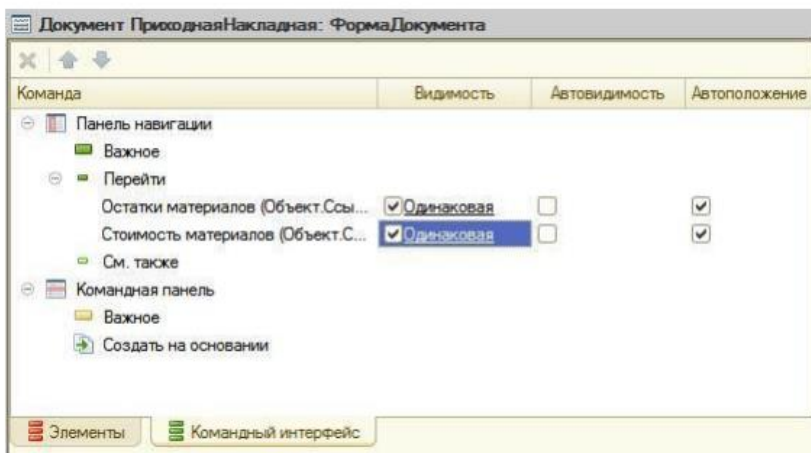 Документ ПриходнаяНакладная: ФормаДокумента
Команда Видимость Автовидимость Автоположение
Панель навигации
Важное
Перейти
Остатки материалов (Объект.Ссы... Одинаковая
Стоимость материалов (Объект.С... Одинаковая
См. также
Командная панель
Важное
Создать на основании
Элементы Командный интерфейс